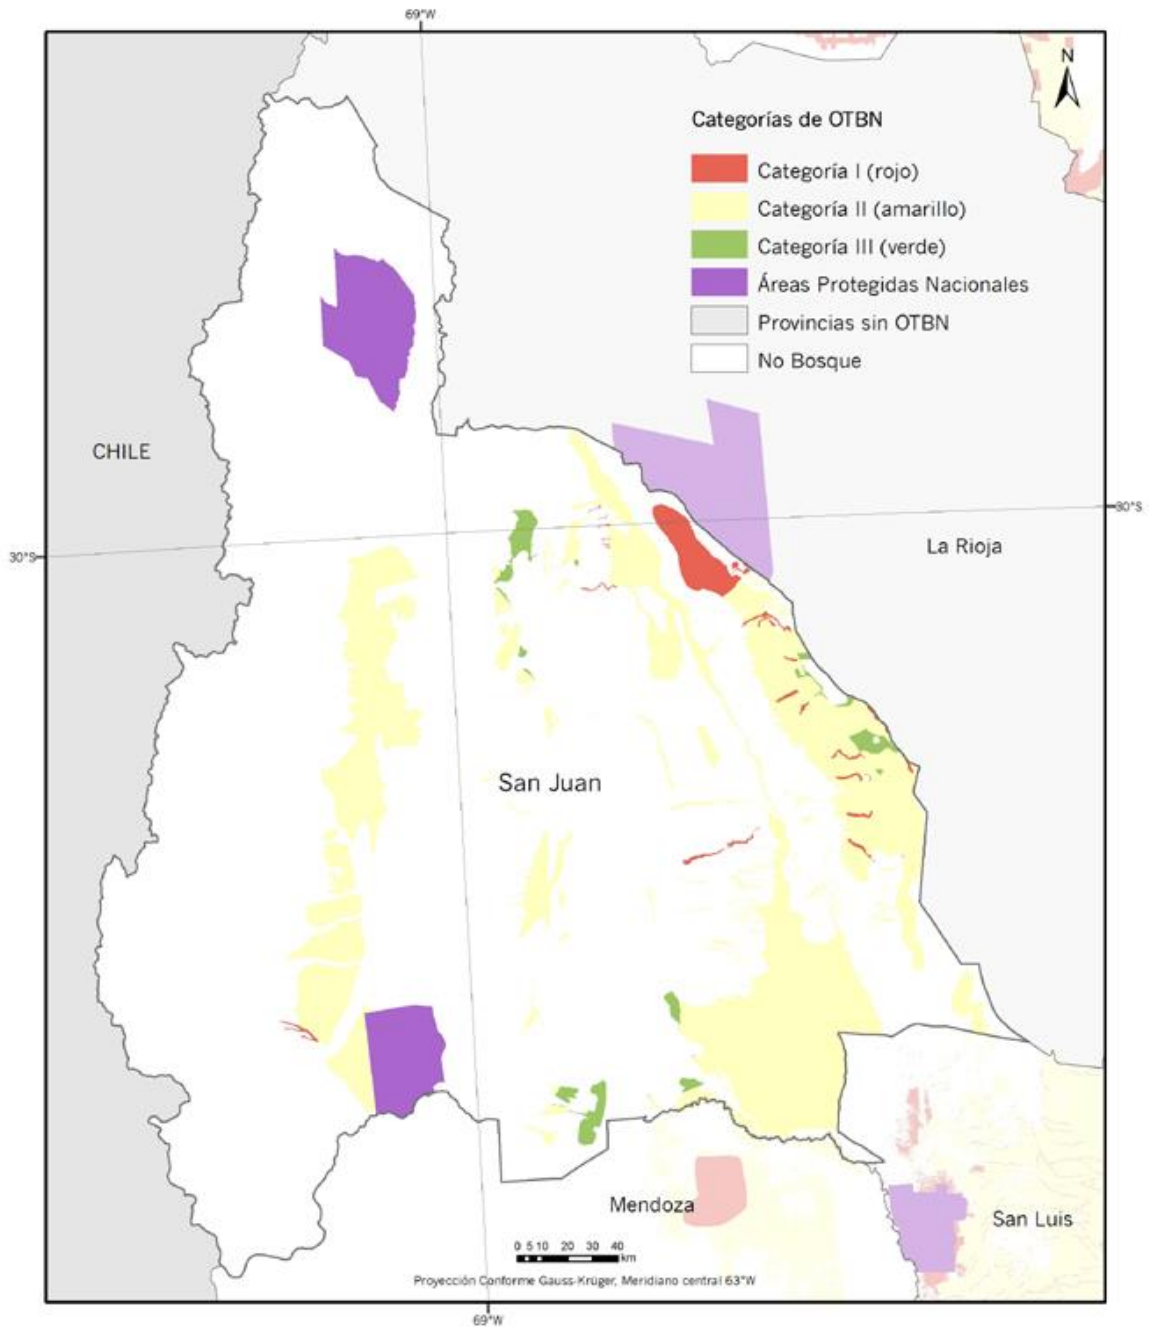 69°W
N
Categorías de OTBN
Categoría I (rojo)
Categoría II (amarillo)
Categoría III (verde)
Áreas Protegidas Nacionales
Provincias sin OTBN
No Bosque
CHILE
30°S
La Rioja
30°S
San Juan
Mendoza
San Luis
0 5 10 20 30 40
km
Proyección Conforme Gauss-Krüger, Meridiano central 63°W
69°W